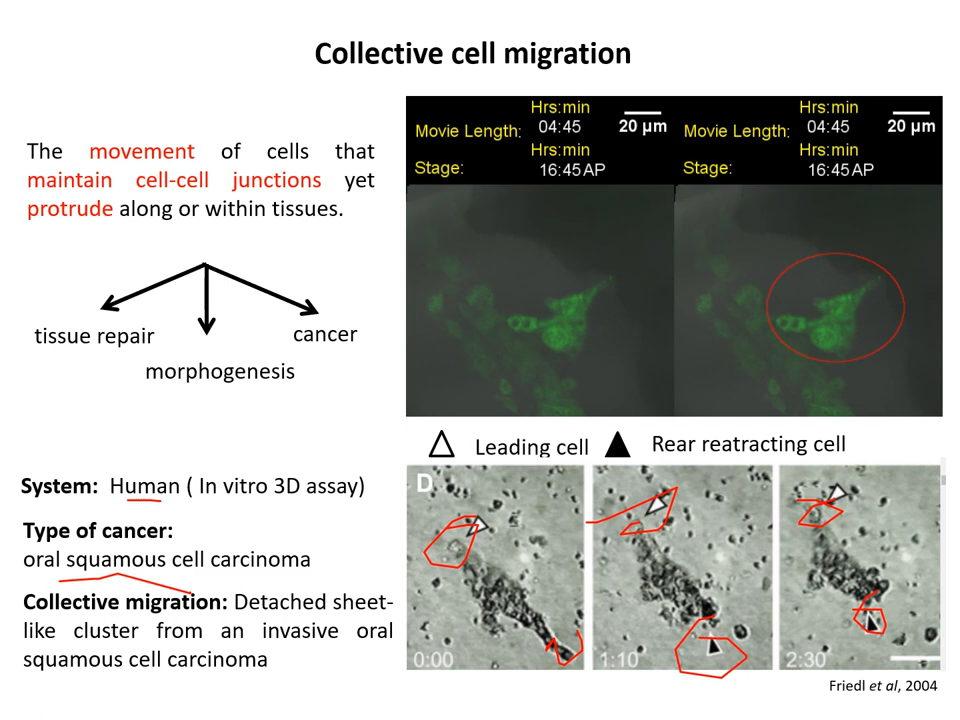 Collective cell migration
The movement of cells that
maintain cell-cell junctions yet
protrude along or within tissues.
tissue repair
morphogenesis
cancer
Hrs:min
Movie Length: 04:45
20 µm
Hrs:min
Stage: 16:45 AP
Hrs:min
Movie Length: 04:45
20 µm
Hrs:min
Stage: 16:45 AP
Leading cell
Rear reatracting cell
System: Human ( In vitro 3D assay)
Type of cancer:
oral squamous cell carcinoma
Collective migration: Detached sheet-
like cluster from an invasive oral
squamous cell carcinoma
D
0:00
1:10
2:30
Friedl et al, 2004